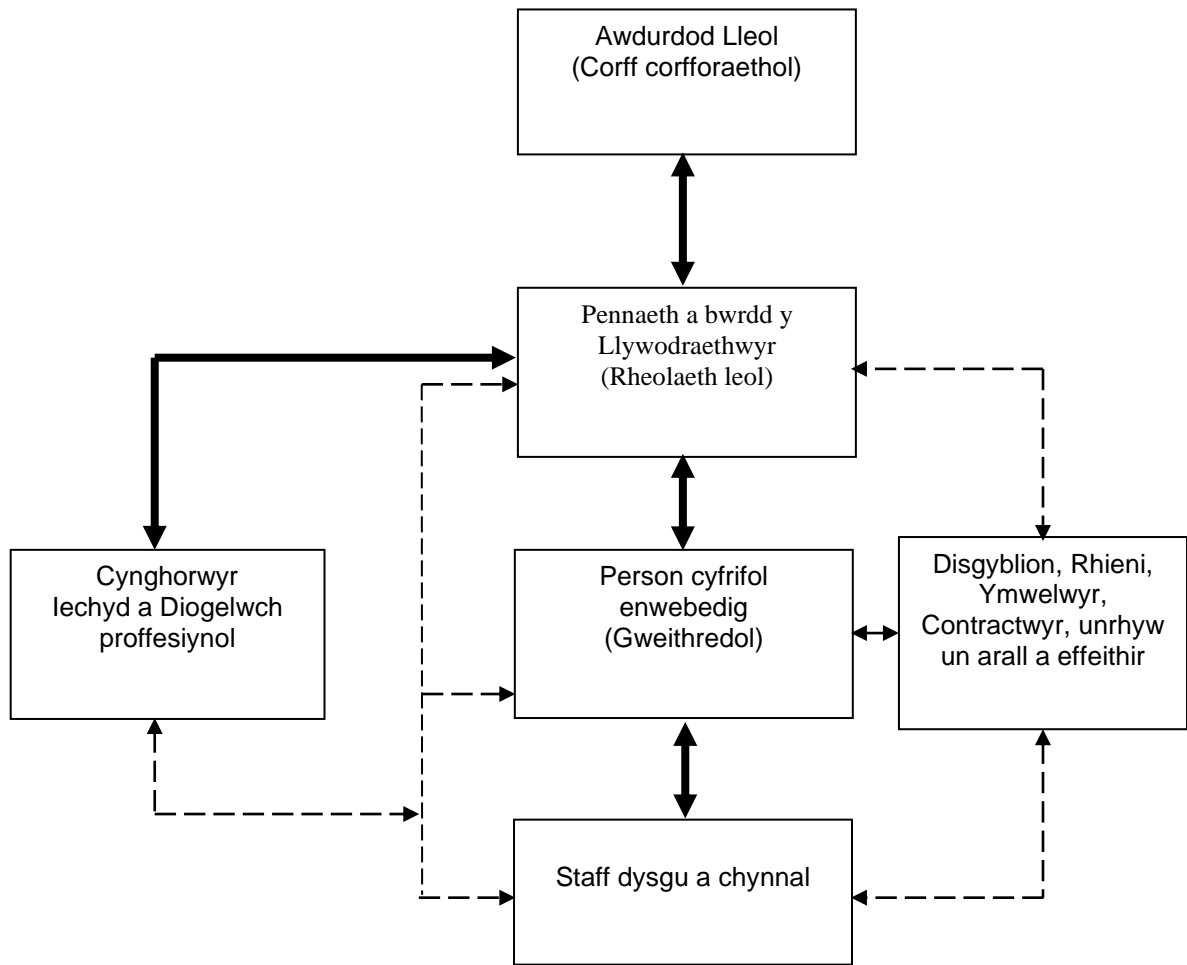 Awdurdod Lleol
(Corff corfforaethol)
Pennaeth a bwrdd y
Llywodraethwyr
(Rheolaeth leol)
Cynghorwyr
Iechyd a Diogelwch
proffesiynol
Person cyfrifol
enwebedig
(Gweithredol)
Disgyblion, Rhieni,
Ymwelwyr,
Contractwyr, unrhyw
un arall a effeithir
Staff dysgu a chynnal